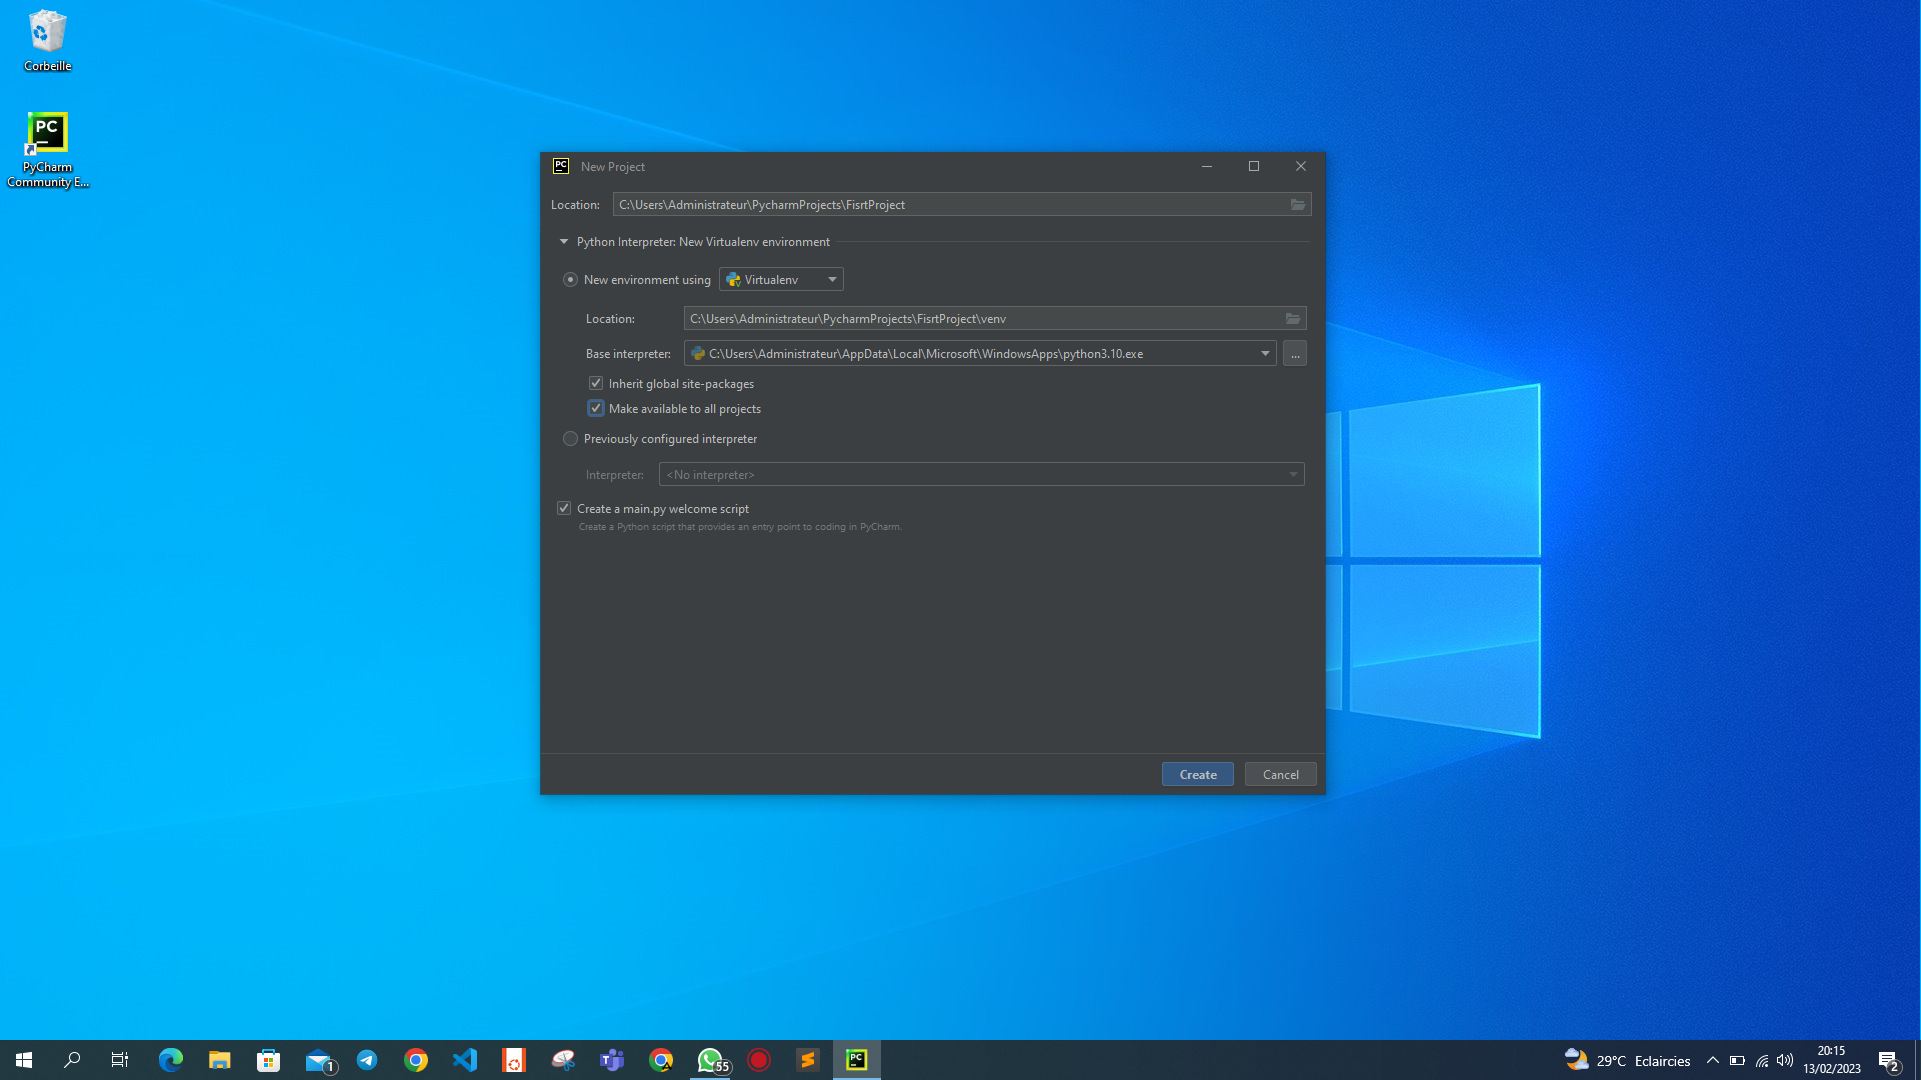 Corbeille
PC
PyCharm
Community E...
PC
New Project
Location:
C:\Users\Administrateur\PycharmProjects\FisrtProject
Python Interpreter: New Virtualenv environment
New environment using
Virtualenv
Location:
C:\Users\Administrateur\PycharmProjects\FisrtProject\venv
Base interpreter:
C:\Users\Administrateur\AppData\Local\Microsoft\WindowsApps\python3.10.exe
...
Inherit global site-packages
Make available to all projects
Previously configured interpreter
Interpreter:
<No interpreter>
Create a main.py welcome script
Create a Python script that provides an entry point to coding in PyCharm.
Create
Cancel
1
55
PC
29°C Eclaircies
20:15
13/02/2023
2